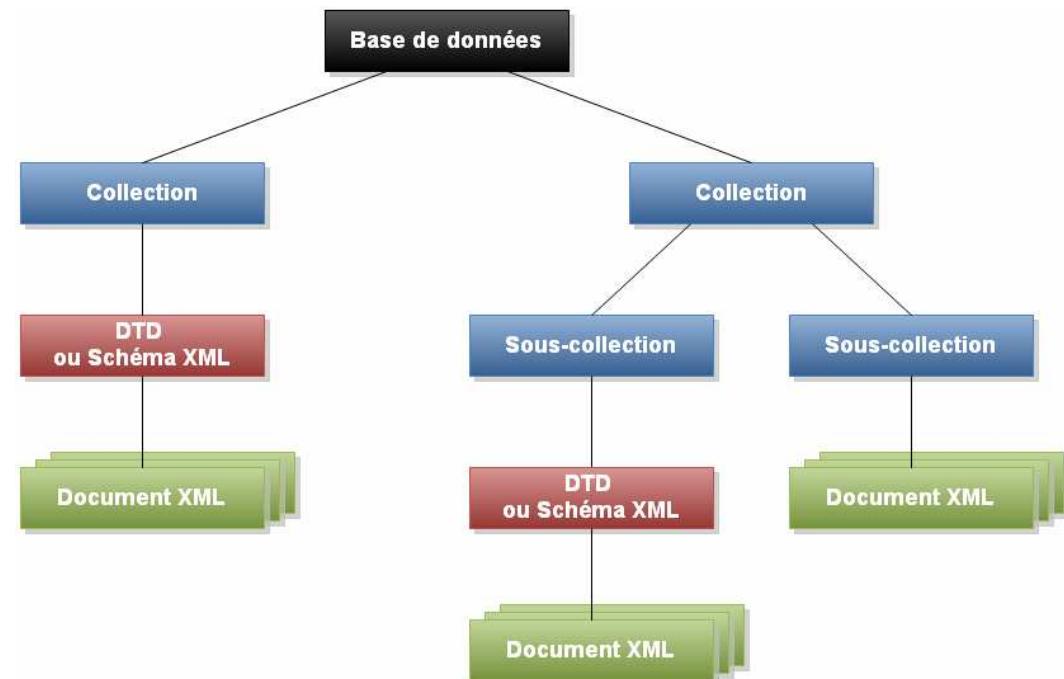 Base de données
Collection
Collection
DTD
ou Schéma XML
Sous-collection
Sous-collection
Document XML
DTD
ou Schéma XML
Document XML
Document XML